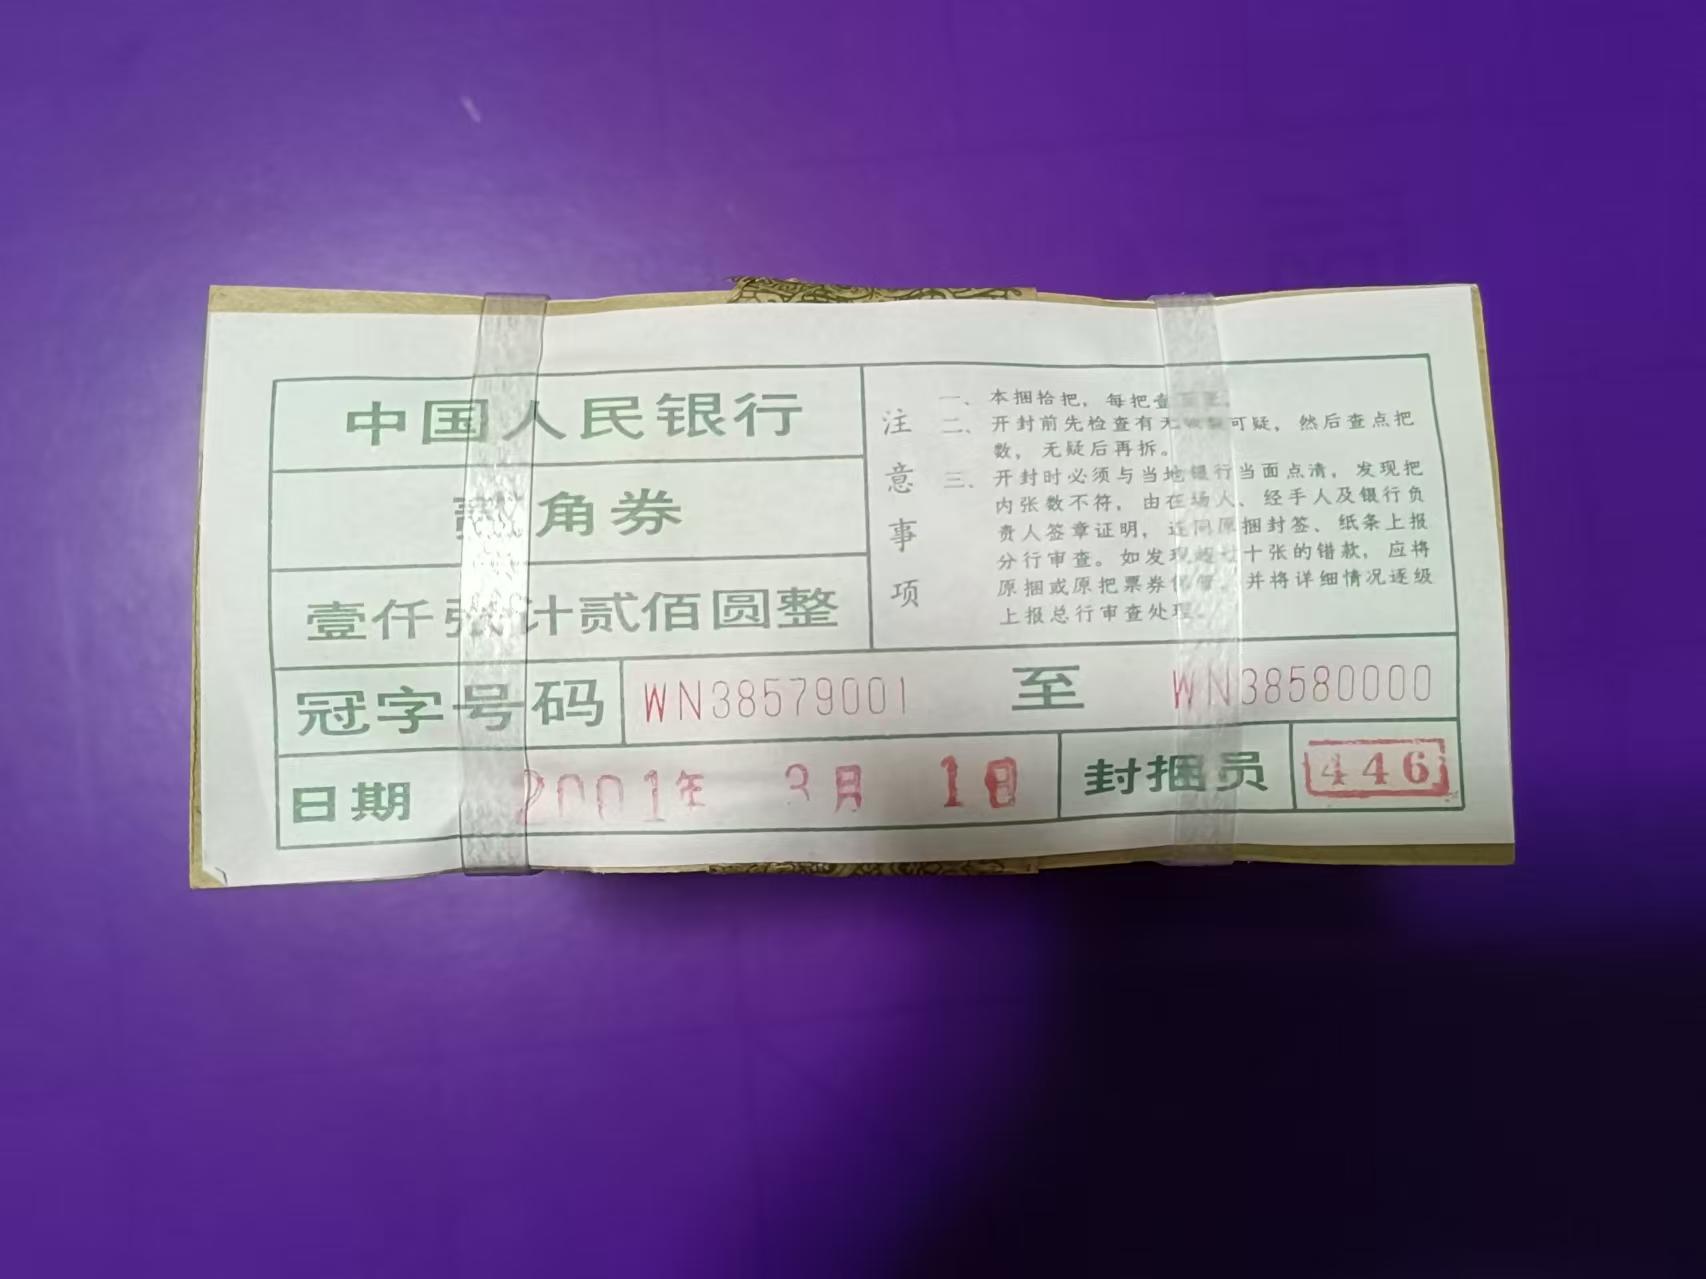 中国人民银行
贰角券
壹仟张计贰佰圆整
注意事项
一、本捆拾把，每把壹
二、开封前先检查有无 可疑，然后查点把
数，无疑后再拆。
三、开封时必须与当地银行当面点清，发现把
内张数不符，由在场人、经手人及银行负
责人签章证明，连同原捆封签、纸条上报
分行审查。如发现超过十张的错款，应将
原捆或原把票券保管，并将详细情况逐级
上报总行审查处理。
冠字号码 WN38579001 至 WN38580000
日期 2001年 3月 1日 封捆员 446